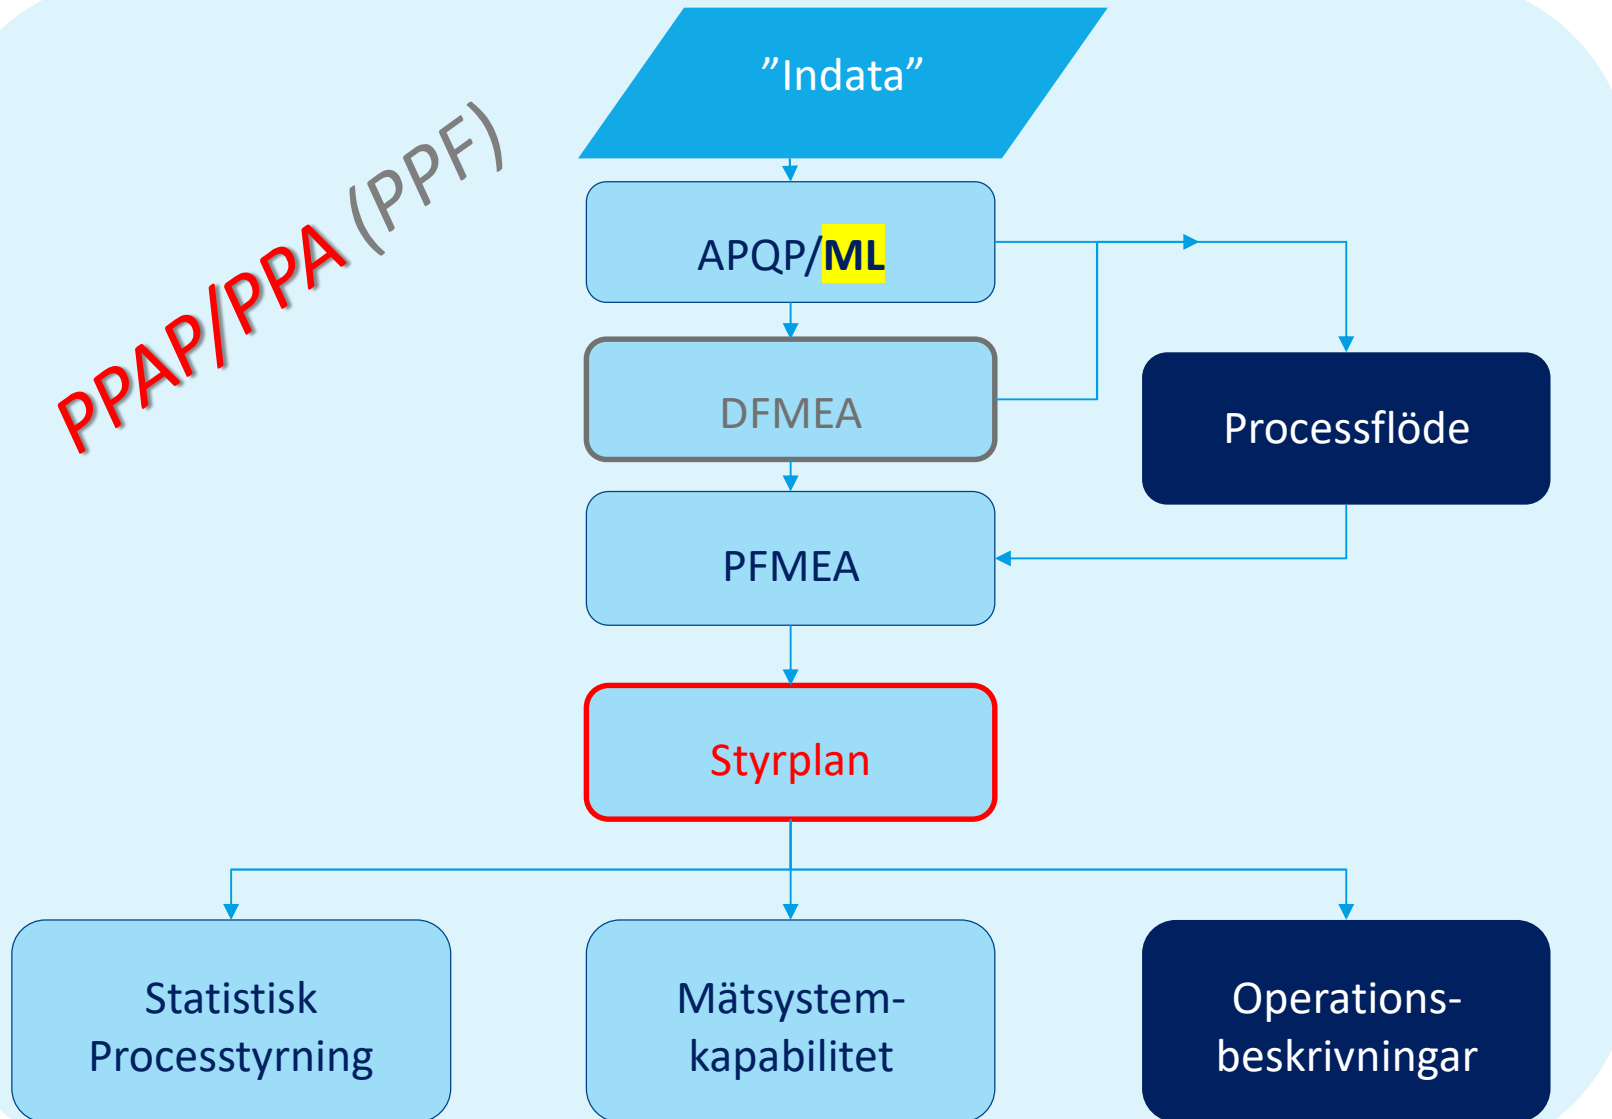 ”Indata”
PPAP/PPA (PPF)
APQP/ML
DFMEA
Processflöde
PFMEA
Styrplan
Statistisk
Processtyrning
Mätsystem-
kapabilitet
Operations-
beskrivningar